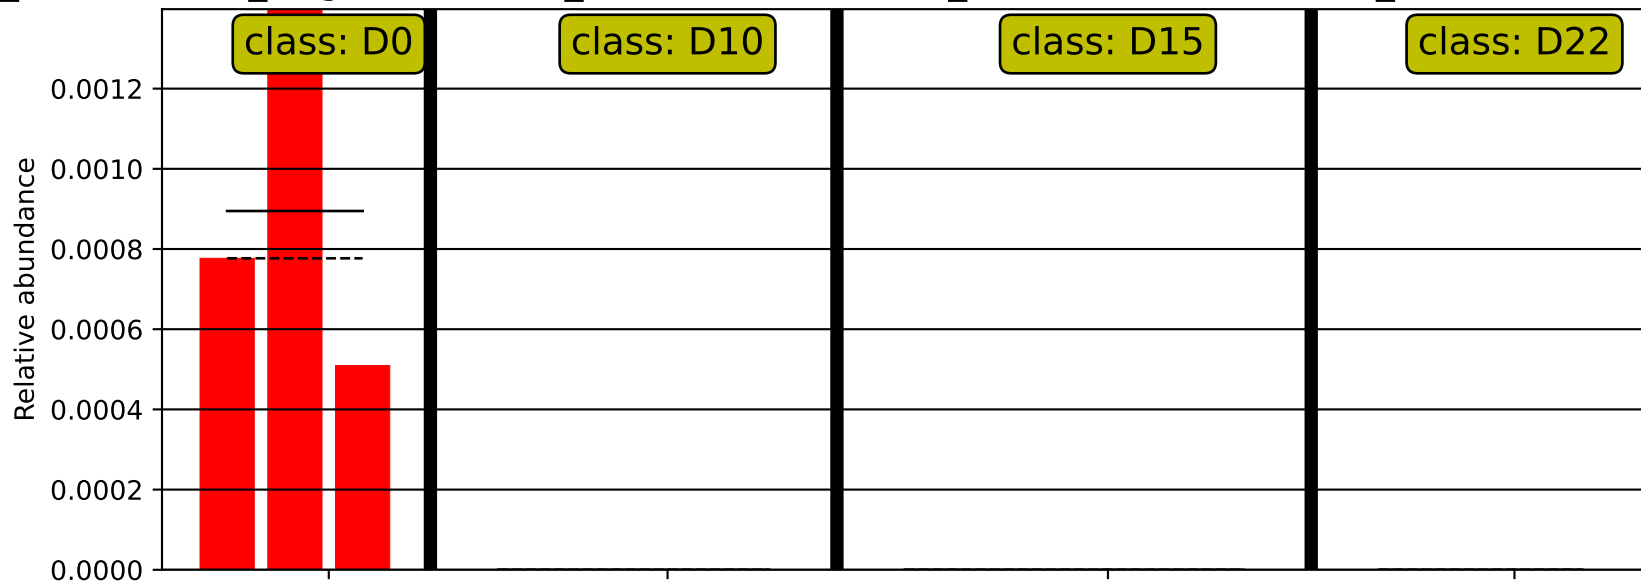 class: D0
class: D10
class: D15
class: D22
0.0012
0.0010
0.0008
0.0006
0.0004
0.0002
0.0000
Relative abundance